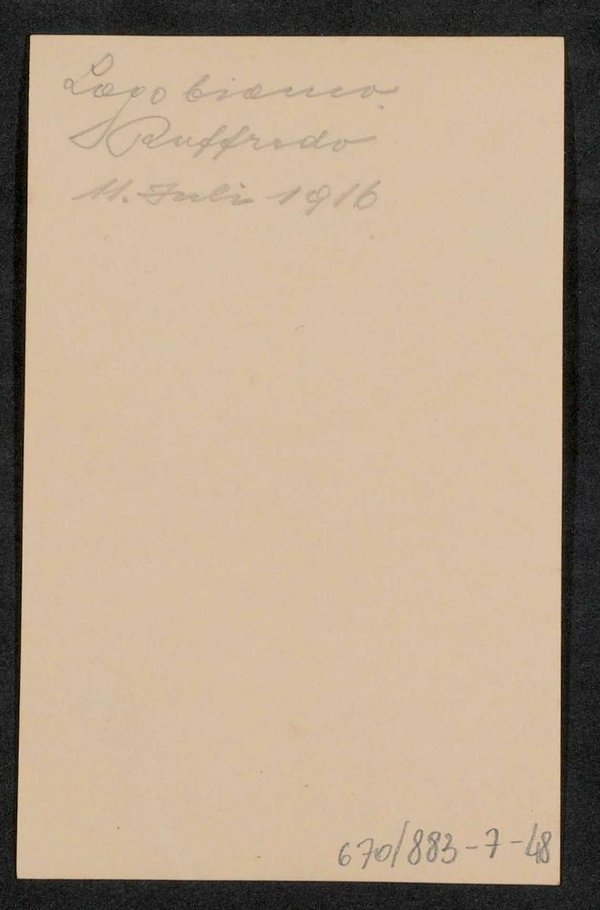 Lago bianco
Ruffredo
11. Juli 1916
670/883-7-48